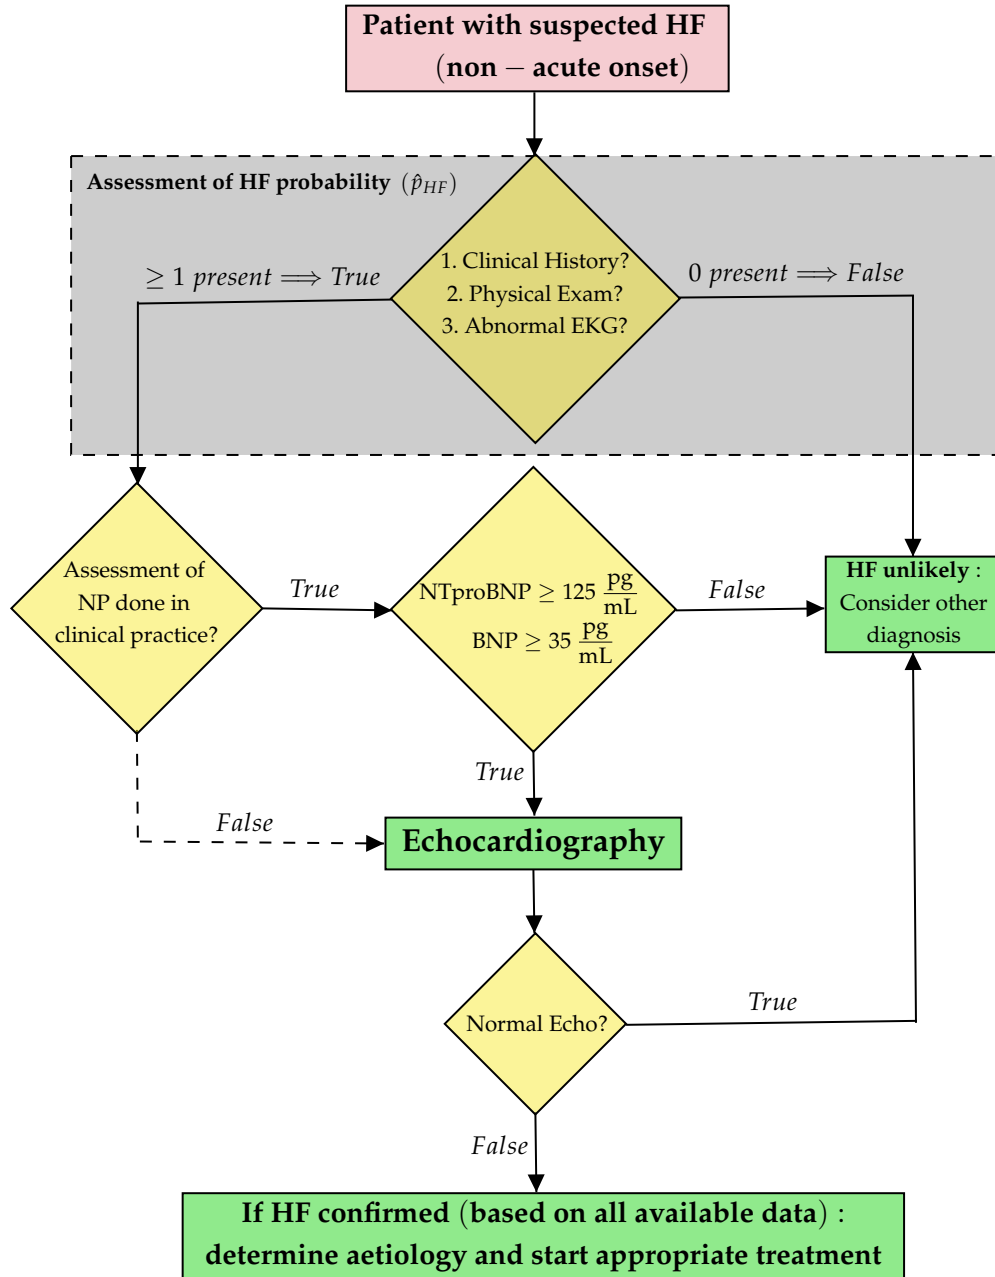 Patient with suspected HF
(non − acute onset)
Assessment of HF probability (p̂_HF)
≥ 1 present ⟹ True
1. Clinical History?
2. Physical Exam?
3. Abnormal EKG?
0 present ⟹ False
Assessment of
NP done in
clinical practice?
True
NTproBNP ≥ 125 pg/mL
BNP ≥ 35 pg/mL
False
HF unlikely :
Consider other
diagnosis
True
False
Echocardiography
Normal Echo?
True
False
If HF confirmed (based on all available data) :
determine aetiology and start appropriate treatment